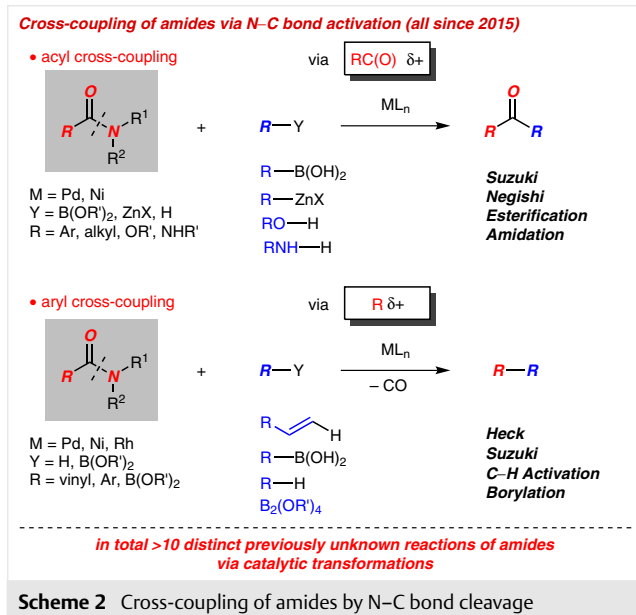 Cross-coupling of amides via N–C bond activation (all since 2015)
• acyl cross-coupling
via
RC(O) δ+
O
R
N
R¹
R²
+
R—Y
MLₙ
O
R
R
M = Pd, Ni
Y = B(OR')₂, ZnX, H
R = Ar, alkyl, OR', NHR'
R—B(OH)₂
R—ZnX
RO—H
RNH—H
Suzuki
Negishi
Esterification
Amidation
• aryl cross-coupling
via
R δ+
O
R
N
R¹
R²
+
R—Y
MLₙ
– CO
R—R
M = Pd, Ni, Rh
Y = H, B(OR')₂
R = vinyl, Ar, B(OR')₂
R
H
R—B(OH)₂
R—H
B₂(OR')₄
Heck
Suzuki
C–H Activation
Borylation
in total >10 distinct previously unknown reactions of amides
via catalytic transformations
Scheme 2 Cross-coupling of amides by N–C bond cleavage